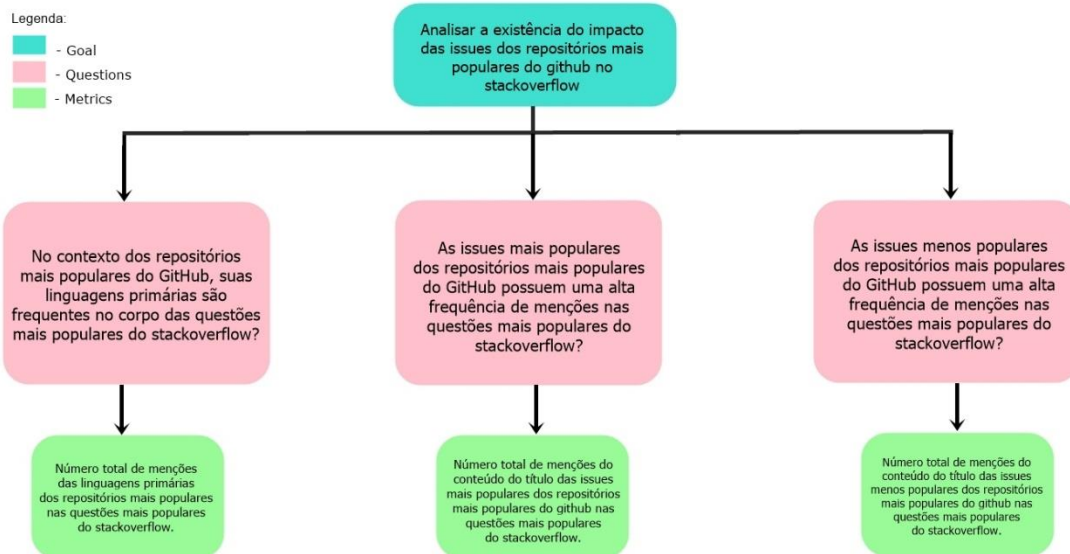 Legenda:
- Goal
- Questions
- Metrics
Analisar a existência do impacto
das issues dos repositórios mais
populares do github no
stackoverflow
No contexto dos repositórios
mais populares do GitHub, suas
linguagens primárias são
frequentes no corpo das questões
mais populares do stackoverflow?
As issues mais populares
dos repositórios mais populares
do GitHub possuem uma alta
frequência de menções nas
questões mais populares do
stackoverflow?
As issues menos populares
dos repositórios mais populares
do GitHub possuem uma alta
frequência de menções nas
questões mais populares do
stackoverflow?
Número total de menções
das linguagens primárias
dos repositórios mais populares
nas questões mais populares
do stackoverflow.
Número total de menções do
conteúdo do título das issues
mais populares dos repositórios
mais populares do github nas
questões mais populares
do stackoverflow.
Número total de menções do
conteúdo do título das issues
menos populares dos repositórios
mais populares do github nas
questões mais populares
do stackoverflow.